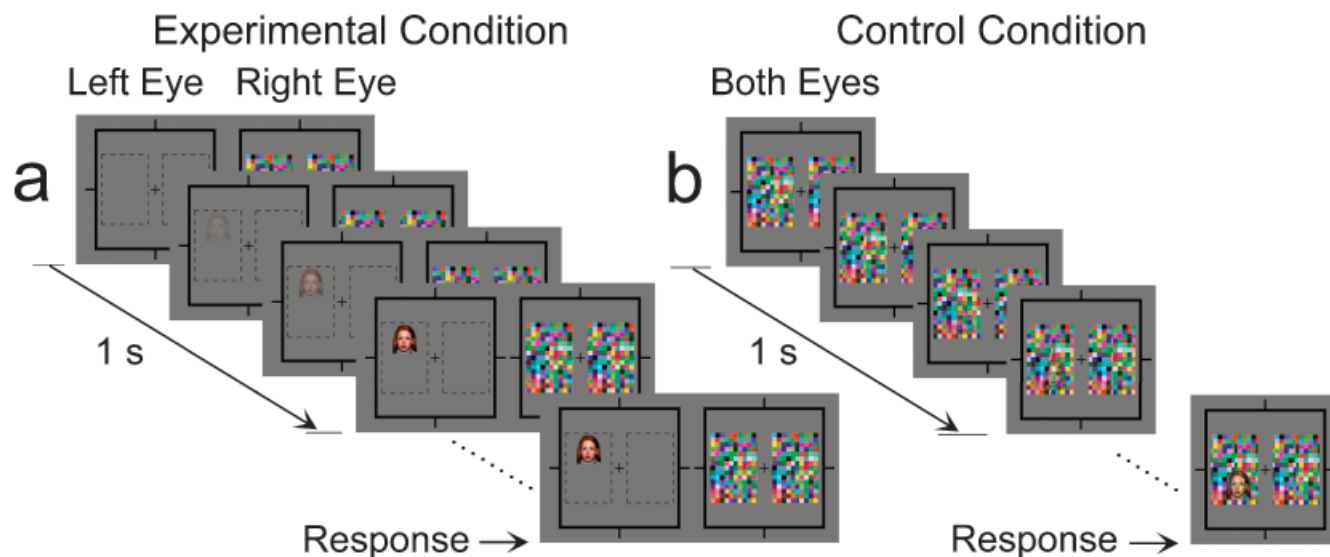 Experimental Condition
Control Condition
Left Eye
Right Eye
Both Eyes
a
b
1 s
1 s
Response
Response